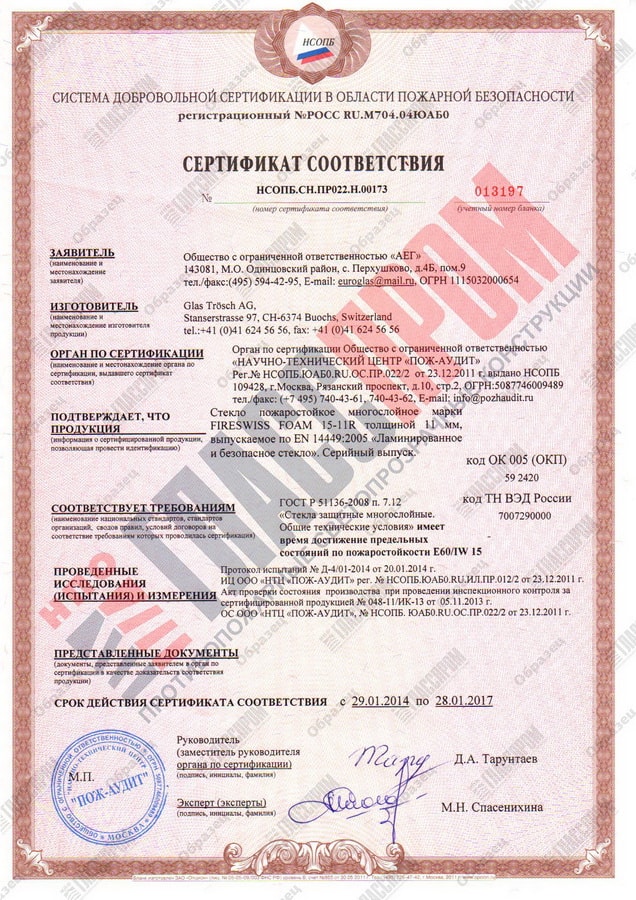 НСОПБ
СИСТЕМА ДОБРОВОЛЬНОЙ СЕРТИФИКАЦИИ В ОБЛАСТИ ПОЖАРНОЙ БЕЗОПАСНОСТИ
регистрационный №РОСС RU.М704.04ЮАБ0
СЕРТИФИКАТ СООТВЕТСТВИЯ
№ НСОПБ.СН.ПР022.Н.00173
013197
(номер сертификата соответствия)
(учетный номер бланка)
ЗАЯВИТЕЛЬ
(наименование и
местонахождение
заявителя)
Общество с ограниченной ответственностью «АЕГ»
143081, М.О. Одинцовский район, с. Перхушково, д.4Б, пом.9
тел./факс:(495) 594-42-95, E-mail: euroglas@mail.ru, ОГРН 1115032000654
ИЗГОТОВИТЕЛЬ
(наименование и
местонахождение изготовителя
продукции)
Glas Trösch AG,
Stanserstrasse 97, CH-6374 Buochs, Switzerland
tel.:+41 (0)41 624 56 56, fax: +41 (0)41 624 56 56
ОРГАН ПО СЕРТИФИКАЦИИ
(наименование и местонахождение органа по
сертификации, выдавшего сертификат
соответствия)
Орган по сертификации Общество с ограниченной ответственностью
«НАУЧНО-ТЕХНИЧЕСКИЙ ЦЕНТР «ПОЖ-АУДИТ»
Рег.№ НСОПБ.ЮАБ0.RU.ОС.ПР.022/2 от 23.12.2011 г., выдано НСОПБ
109428, г.Москва, Рязанский проспект, д.10, стр.2, ОГРН:5087746009489
тел./факс: (+7 495) 740-43-61, 740-43-62, E-mail: info@pozhaudit.ru
ПОДТВЕРЖДАЕТ, ЧТО
ПРОДУКЦИЯ
(информация о сертифицированной продукции,
позволяющая провести идентификацию)
Стекло пожаростойкое многослойное марки
FIRESWISS FOAM 15-11R толщиной 11 мм,
выпускаемое по EN 14449:2005 «Ламинированное
и безопасное стекло». Серийный выпуск.
код ОК 005 (ОКП)
59 2420
код ТН ВЭД России
7007290000
СООТВЕТСТВУЕТ ТРЕБОВАНИЯМ
(наименование национальных стандартов, стандартов
организаций, сводов правил, условий договоров на
соответствие требованиям которых проводилась сертификация)
ГОСТ Р 51136-2008 п. 7.12
«Стекла защитные многослойные.
Общие технические условия» имеет
время достижение предельных
состояний по пожаростойкости E60/IW 15
ПРОВЕДЕННЫЕ
ИССЛЕДОВАНИЯ
(ИСПЫТАНИЯ) И ИЗМЕРЕНИЯ
Протокол испытаний № Д-4/01-2014 от 20.01.2014 г.
ИЦ ООО «НТЦ «ПОЖ-АУДИТ» рег. № НСОПБ.ЮАБ0.RU.ИЛ.ПР.012/2 от 23.12.2011 г.
Акт проверки состояния производства при проведении инспекционного контроля за
сертифицированной продукцией № 048-11/ИК-13 от 05.11.2013 г.
ОС ООО «НТЦ «ПОЖ-АУДИТ», № НСОПБ. ЮАБ0.RU.ОС.ПР.022/2 от 23.12.2011 г.
ПРЕДСТАВЛЕННЫЕ ДОКУМЕНТЫ
(документы, представленные заявителем в орган по
сертификации в качестве доказательств соответствия
продукции)
СРОК ДЕЙСТВИЯ СЕРТИФИКАТА СООТВЕТСТВИЯ с 29.01.2014 по 28.01.2017
Руководитель
(заместитель руководителя
органа по сертификации)
(подпись, инициалы, фамилия)
Д.А. Тарунтаев
М.П.
"ПОЖ-АУДИТ"
МОСКВА
Эксперт (эксперты)
(подпись, инициалы, фамилия)
М.Н. Спасенихина
ГЛАВСНАБПРОМ
ПРОТИВОПОЖАРНЫЕ СВЕТОПРОЗРАЧНЫЕ КОНСТРУКЦИИ
Образец